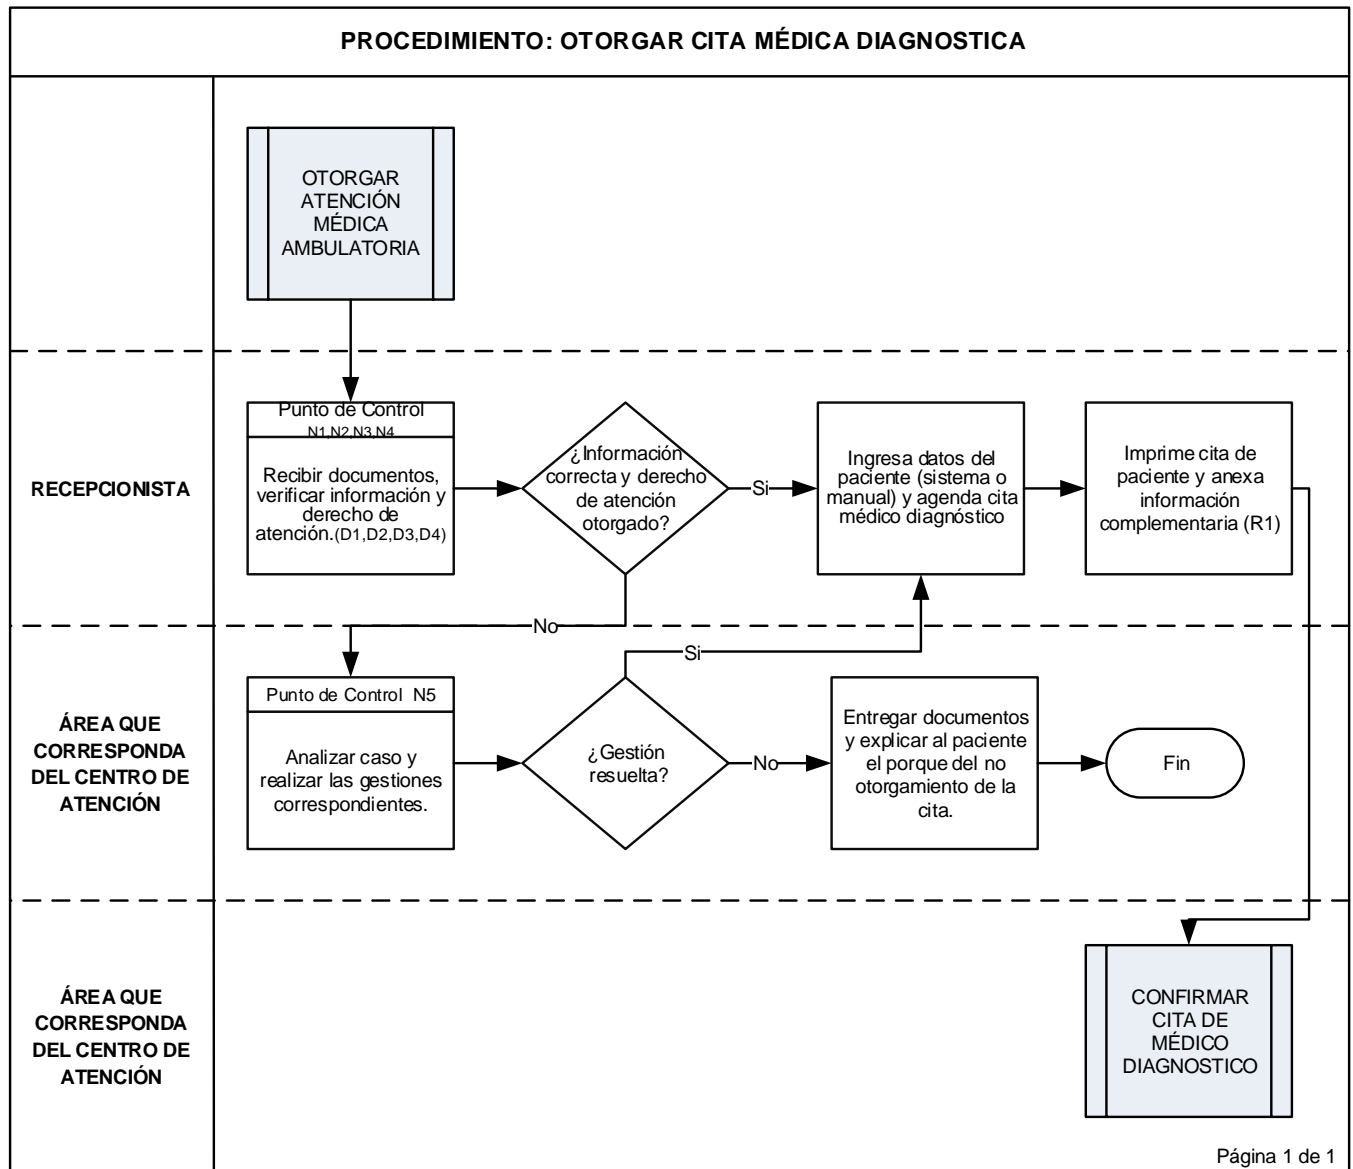 PROCEDIMIENTO: OTORGAR CITA MÉDICA DIAGNOSTICA
OTORGAR
ATENCIÓN
MÉDICA
AMBULATORIA
RECEPCIONISTA
Punto de Control
N1,N2,N3,N4
Recibir documentos,
verificar información y
derecho de
atención.(D1,D2,D3,D4)
¿Información
correcta y derecho
de atención
otorgado?
Si
Ingresa datos del
paciente (sistema o
manual) y agenda cita
médico diagnóstico
Imprime cita de
paciente y anexa
información
complementaria (R1)
No
Si
ÁREA QUE
CORRESPONDA
DEL CENTRO DE
ATENCIÓN
Punto de Control N5
Analizar caso y
realizar las gestiones
correspondientes.
¿Gestión
resuelta?
No
Entregar documentos
y explicar al paciente
el porque del no
otorgamiento de la
cita.
Fin
ÁREA QUE
CORRESPONDA
DEL CENTRO DE
ATENCIÓN
CONFIRMAR
CITA DE
MÉDICO
DIAGNOSTICO
Página 1 de 1